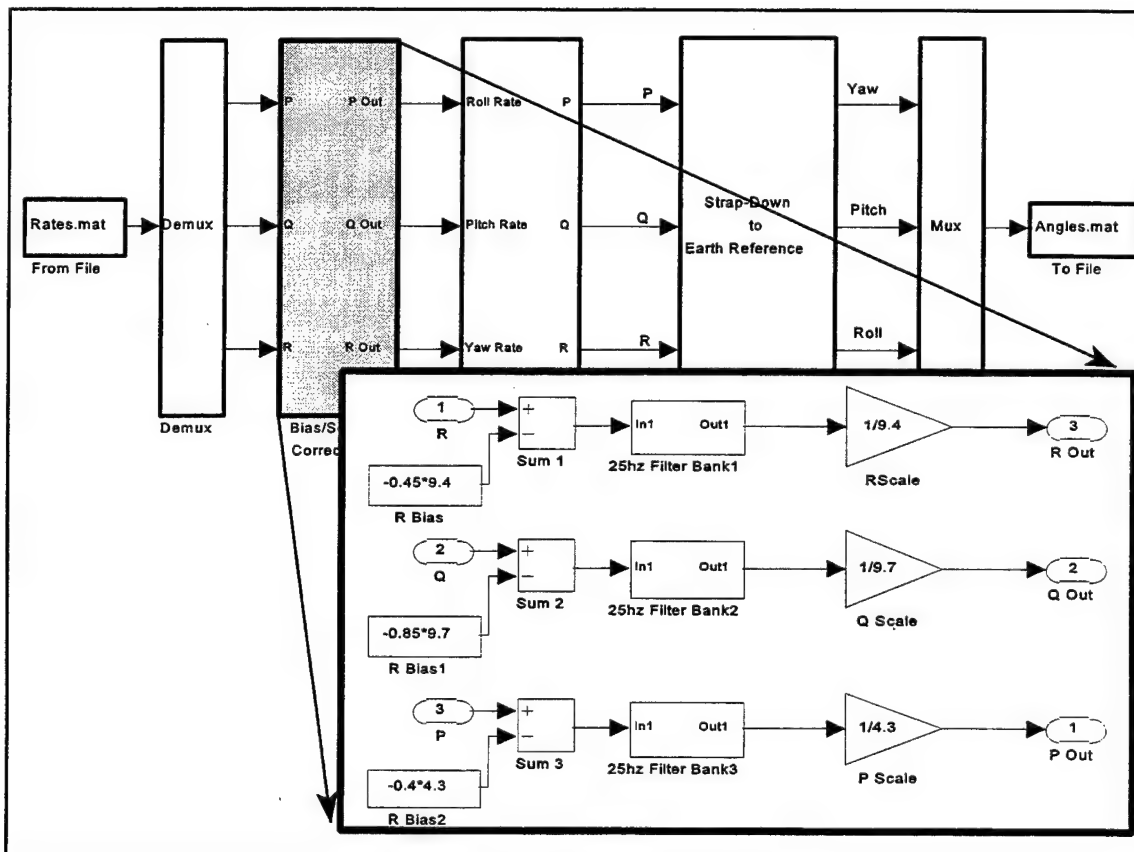 Yaw
P
P Out
Roll Rate
P
P
Rates.mat
Demux
Q
Q Out
Pitch Rate
Q
Q
Strap-Down
to
Earth Reference
Pitch
Mux
Angles.mat
From File
To File
R
R Out
Yaw Rate
R
R
Roll
Demux
Correc
1
R
+
−
Sum 1
In1
Out1
25hz Filter Bank1
1/9.4
RScale
3
R Out
-0.45*9.4
R Bias
2
Q
+
−
Sum 2
In1
Out1
25hz Filter Bank2
1/9.7
Q Scale
2
Q Out
-0.85*9.7
R Bias1
3
P
+
−
Sum 3
In1
Out1
25hz Filter Bank3
1/4.3
P Scale
1
P Out
-0.4*4.3
R Bias2